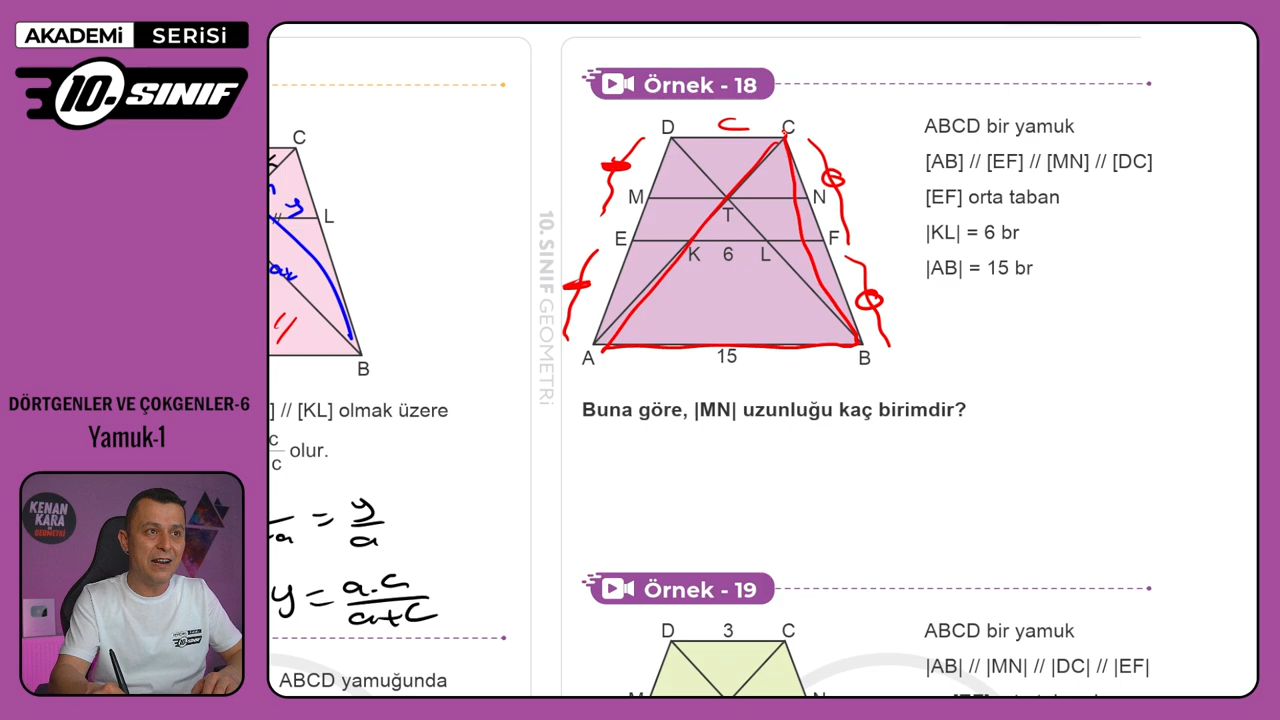 AKADEMİ SERİSİ
10. SINIF
DÖRTGENLER VE ÇOKGENLER-6
Yamuk-1
KENAN
KARA
GEOMETRİ
10.SINIF
C
L
B
y
ax
] // [KL] olmak üzere
c
c
olur.
= y/a
y = a.c/(a+c)
ABCD yamuğunda
10. SINIF GEOMETRİ
Örnek - 18
D C C
M N
T
E F
K 6 L
A 15 B
ABCD bir yamuk
[AB] // [EF] // [MN] // [DC]
[EF] orta taban
|KL| = 6 br
|AB| = 15 br
Buna göre, |MN| uzunluğu kaç birimdir?
Örnek - 19
D 3 C
ABCD bir yamuk
|AB| // |MN| // |DC| // |EF|